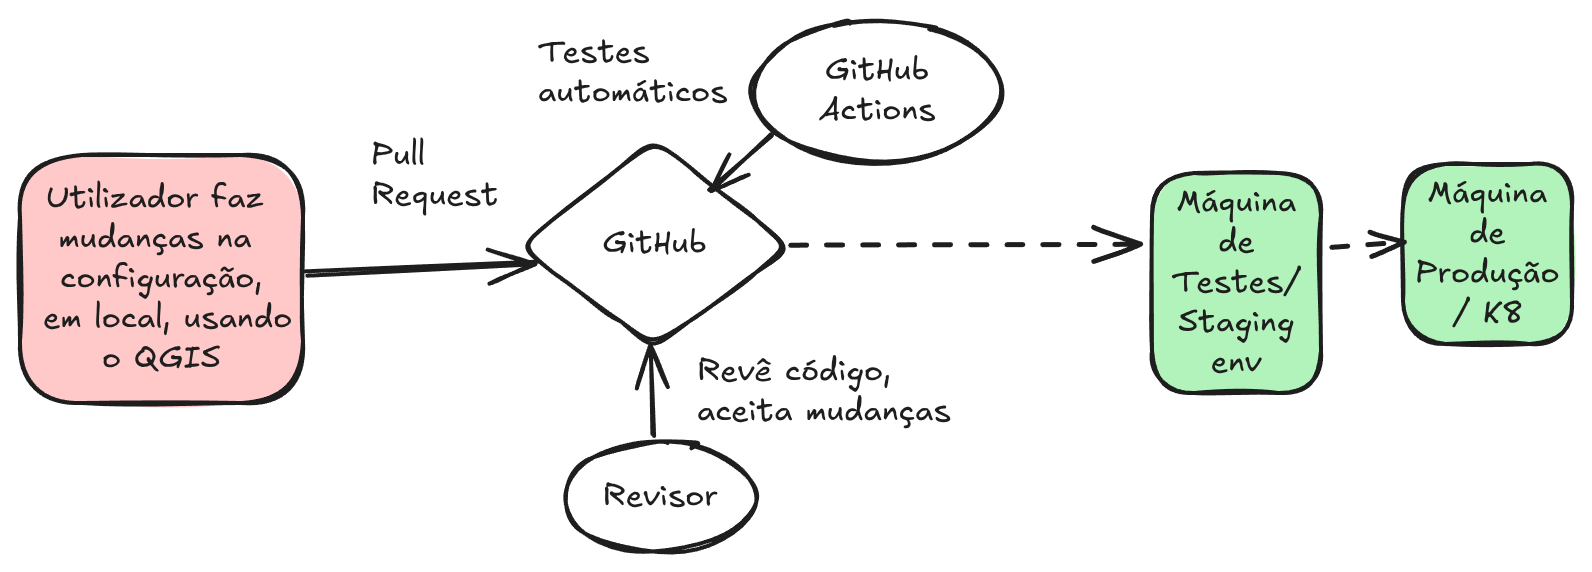 Testes
automáticos
GitHub
Actions
Pull
Request
Utilizador faz
mudanças na
configuração,
em local, usando
o QGIS
GitHub
Revê código,
aceita mudanças
Revisor
Máquina
de
Testes/
Staging
env
Máquina
de
Produção
/ K8